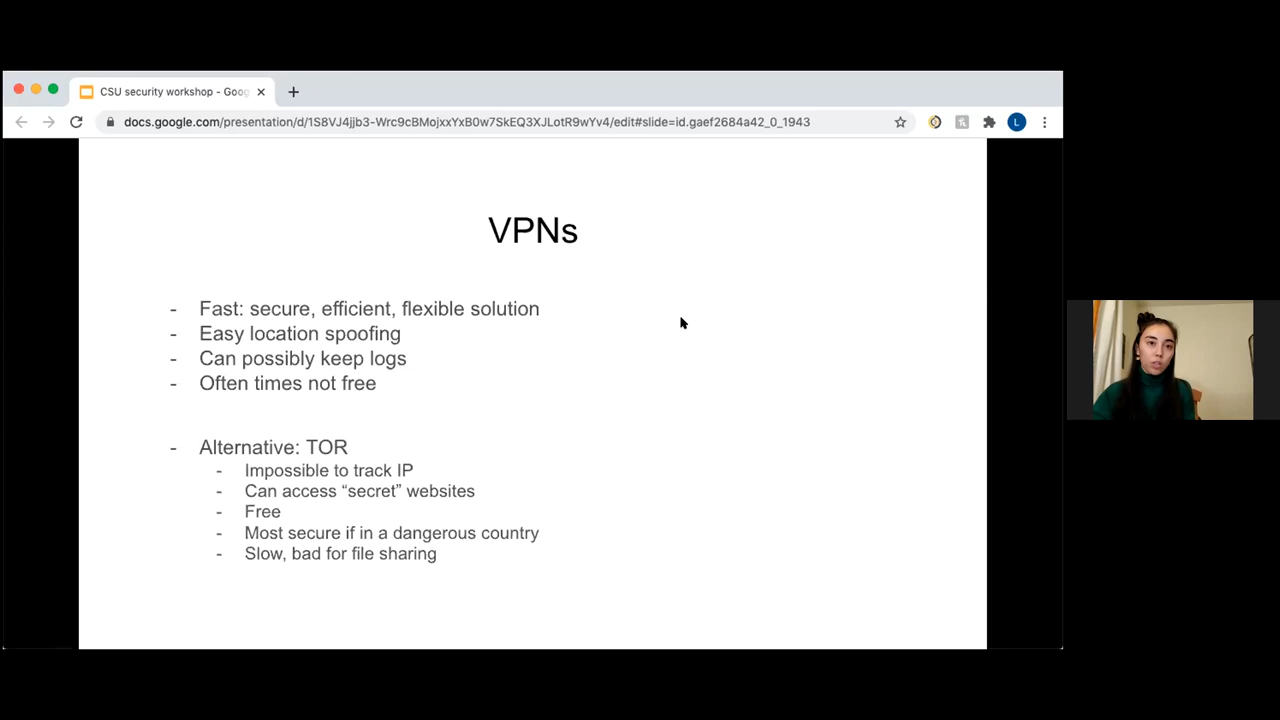 CSU security workshop - Goog
docs.google.com/presentation/d/1S8VJ4jjb3-Wrc9cBMojxxYxB0w7SkEQ3XJLotR9wYv4/edit#slide=id.gaef2684a42_0_1943
L
VPNs
- Fast: secure, efficient, flexible solution
- Easy location spoofing
- Can possibly keep logs
- Often times not free
- Alternative: TOR
- Impossible to track IP
- Can access “secret” websites
- Free
- Most secure if in a dangerous country
- Slow, bad for file sharing